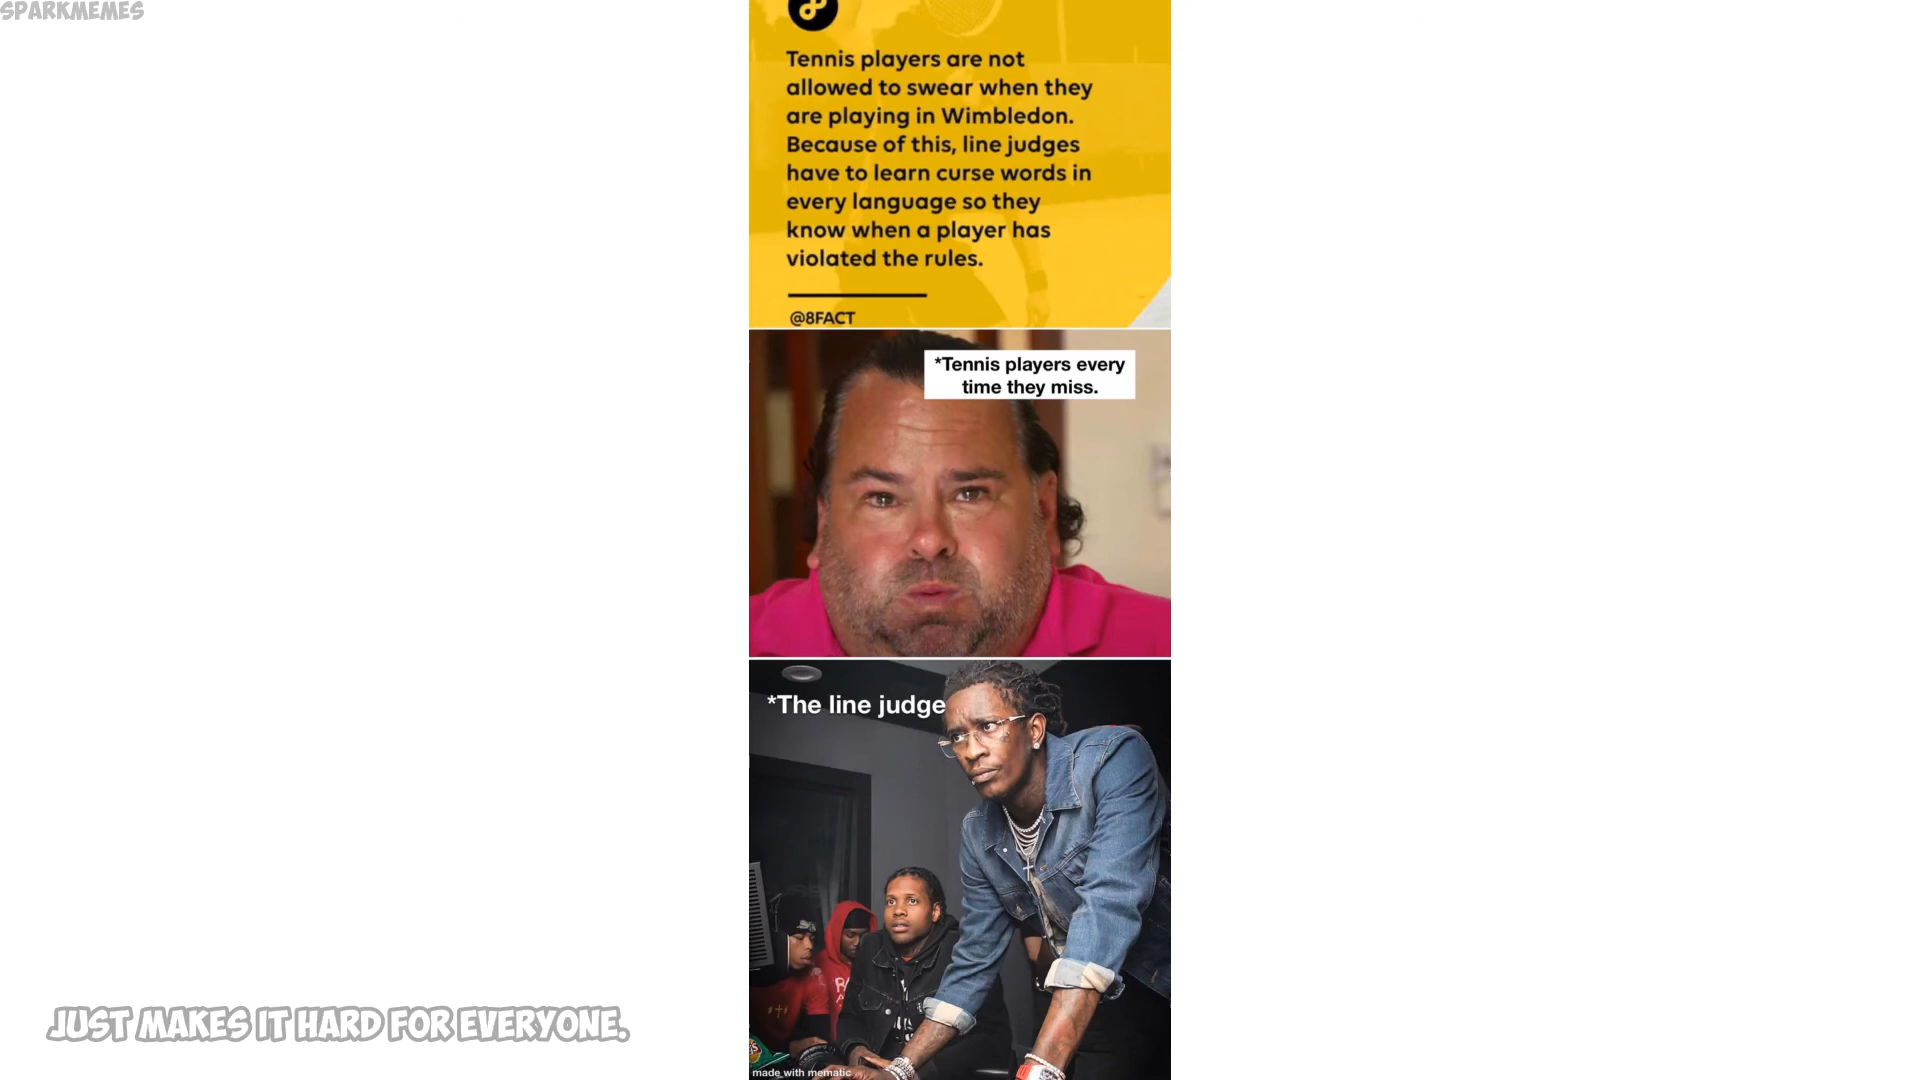 SPARKMEMES
Tennis players are not
allowed to swear when they
are playing in Wimbledon.
Because of this, line judges
have to learn curse words in
every language so they
know when a player has
violated the rules.
@8FACT
*Tennis players every
time they miss.
*The line judge
JUST MAKES IT HARD FOR EVERYONE.
made with mematic